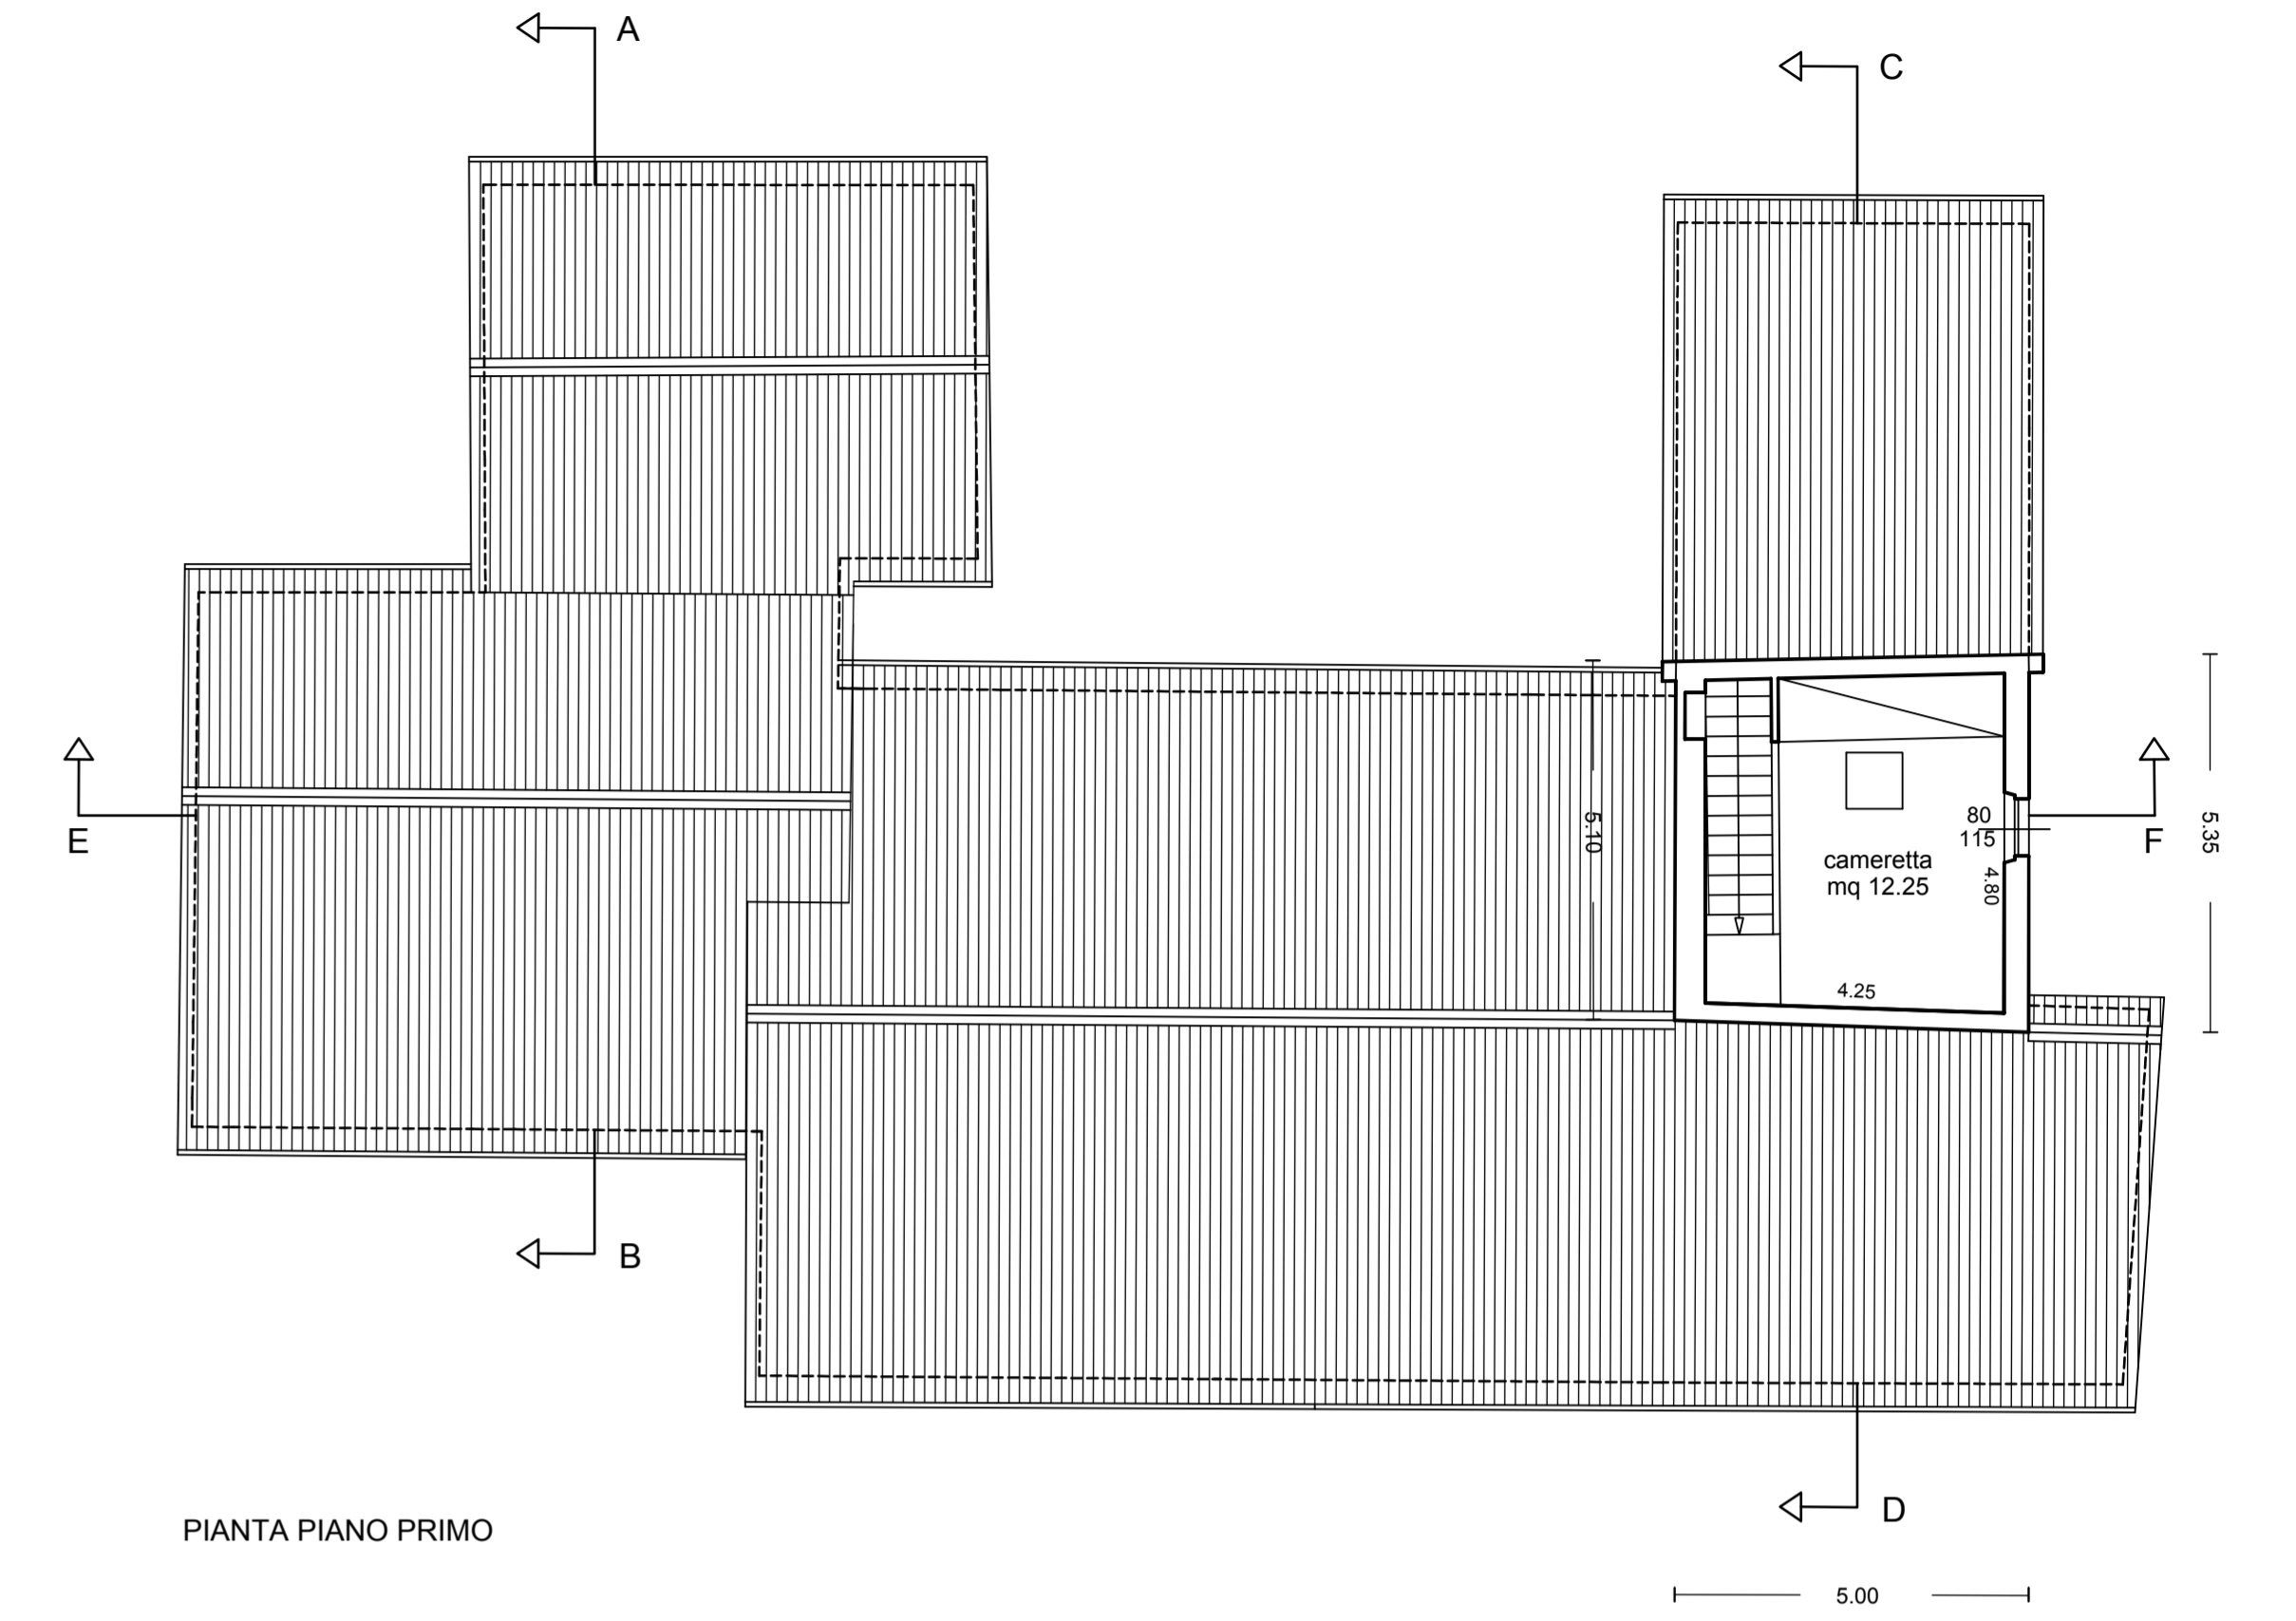 A
C
E
5.10
80
115
cameretta
mq 12.25
4.80
F
5.35
4.25
B
D
PIANTA PIANO PRIMO
5.00